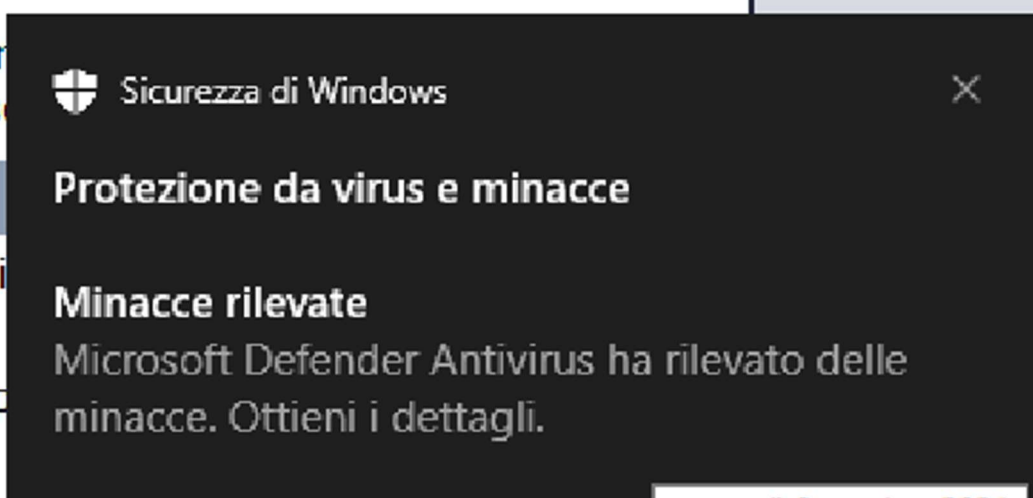 Sicurezza di Windows
Protezione da virus e minacce
Minacce rilevate
Microsoft Defender Antivirus ha rilevato delle
minacce. Ottieni i dettagli.